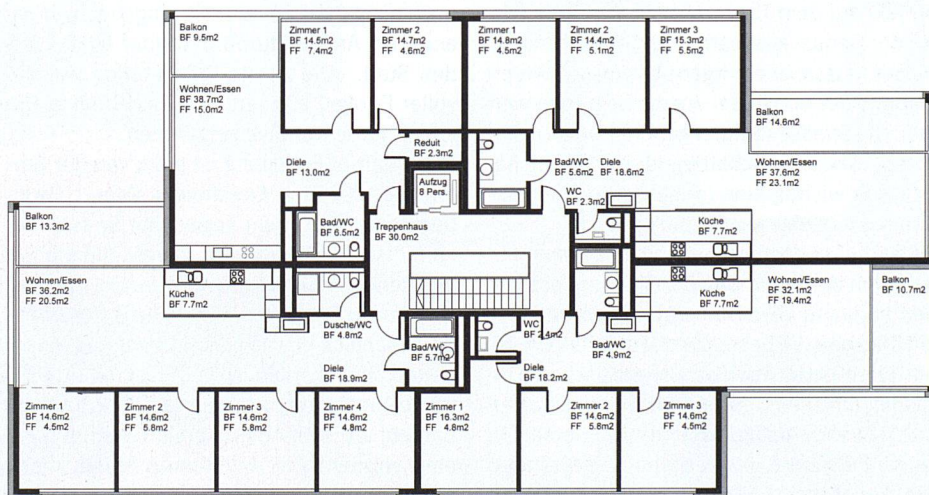 Balkon
BF 9.5m2
Zimmer 1
BF 14.5m2
FF 7.4m2
Zimmer 2
BF 14.7m2
FF 4.6m2
Zimmer 1
BF 14.8m2
FF 4.5m2
Zimmer 2
BF 14.4m2
FF 5.1m2
Zimmer 3
BF 15.3m2
FF 5.5m2
Wohnen/Essen
BF 38.7m2
FF 15.0m2
Balkon
BF 14.6m2
Reduit
BF 2.3m2
Diele
BF 13.0m2
Aufzug
8 Pers.
Bad/WC
BF 5.6m2
Diele
BF 18.6m2
Wohnen/Essen
BF 37.6m2
FF 23.1m2
WC
BF 2.3m2
Balkon
BF 13.3m2
Bad/WC
BF 6.5m2
Treppenhaus
BF 30.0m2
Küche
BF 7.7m2
Wohnen/Essen
BF 36.2m2
FF 20.5m2
Küche
BF 7.7m2
Küche
BF 7.7m2
Wohnen/Essen
BF 32.1m2
FF 19.4m2
Balkon
BF 10.7m2
Dusche/WC
BF 4.8m2
Bad/WC
BF 5.7m2
WC
BF 2.4m2
Bad/WC
BF 4.9m2
Diele
BF 18.9m2
Diele
BF 18.2m2
Zimmer 1
BF 14.6m2
FF 4.5m2
Zimmer 2
BF 14.6m2
FF 5.8m2
Zimmer 3
BF 14.6m2
FF 5.8m2
Zimmer 4
BF 14.6m2
FF 4.8m2
Zimmer 1
BF 16.3m2
FF 4.8m2
Zimmer 2
BF 14.6m2
FF 5.8m2
Zimmer 3
BF 14.6m2
FF 4.5m2